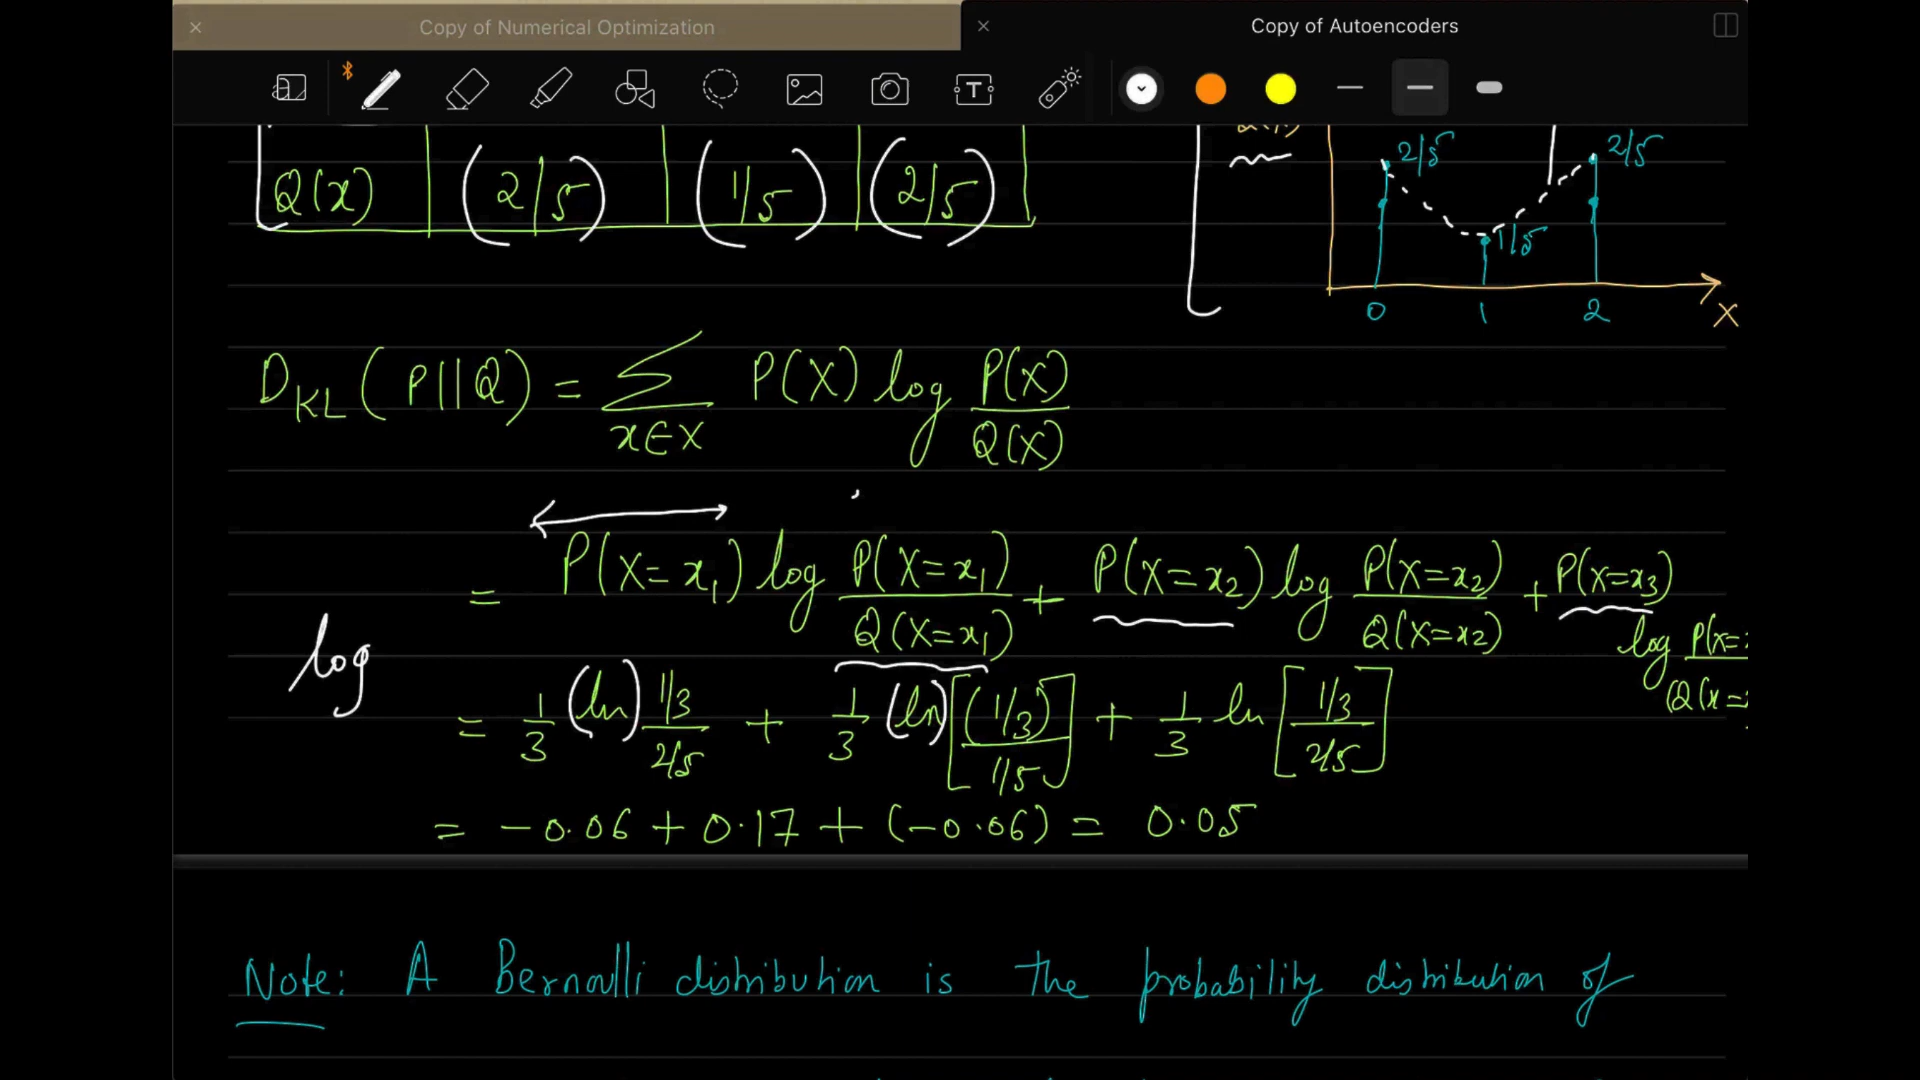 Copy of Numerical Optimization
Copy of Autoencoders
T
Q(x) (2/5) (1/5) (2/5)
2/5 2/5
1/5
0 1 2 X
D_KL(P||Q) = Σ_{x∈X} P(X) log P(X)/Q(X)
= P(X=x₁) log P(X=x₁)/Q(X=x₁) + P(X=x₂) log P(X=x₂)/Q(X=x₂) + P(X=x₃)
log P(X=
Q(X=
log
= 1/3 (ln) (1/3)/(2/5) + 1/3 (ln) [(1/3)/(1/5)] + 1/3 ln [(1/3)/(2/5)]
= -0.06 + 0.17 + (-0.06) = 0.05
Note: A Bernoulli distribution is the probability distribution of